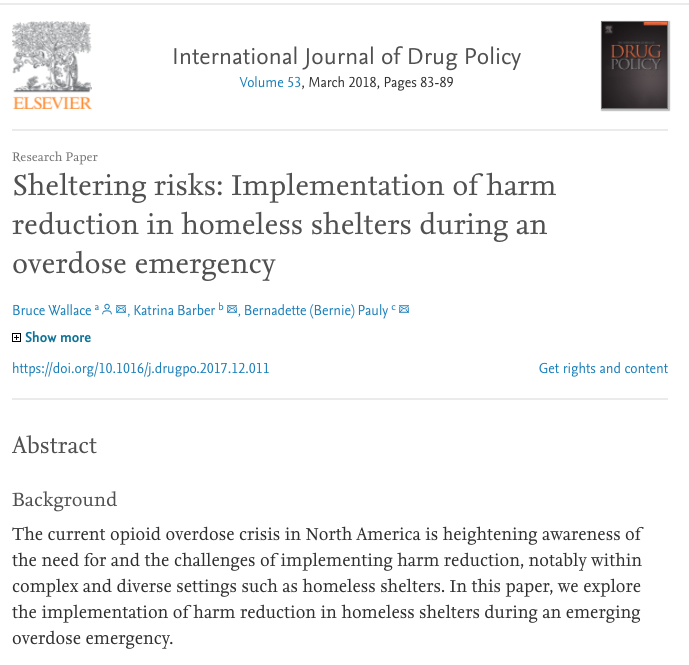 ELSEVIER
International Journal of Drug Policy
Volume 53, March 2018, Pages 83-89
DRUG
POLICY
Research Paper
Sheltering risks: Implementation of harm
reduction in homeless shelters during an
overdose emergency
Bruce Wallace a, Katrina Barber b, Bernadette (Bernie) Pauly c
Show more
https://doi.org/10.1016/j.drugpo.2017.12.011
Get rights and content
Abstract
Background
The current opioid overdose crisis in North America is heightening awareness of
the need for and the challenges of implementing harm reduction, notably within
complex and diverse settings such as homeless shelters. In this paper, we explore
the implementation of harm reduction in homeless shelters during an emerging
overdose emergency.